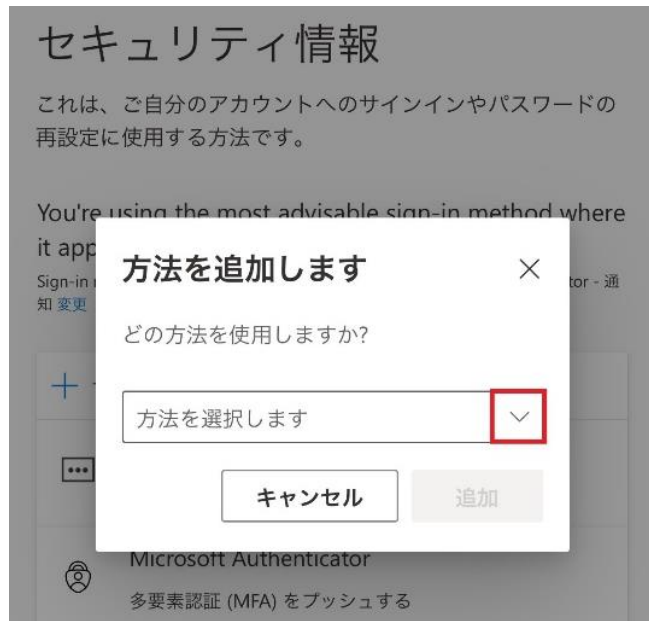 セキュリティ情報
これは、ご自分のアカウントへのサインインやパスワードの
再設定に使用する方法です。
You're using the most advisable sign-in method where
it app
Sign-in
tor - 通
知 変更
方法を追加します
どの方法を使用しますか?
方法を選択します
キャンセル
追加
Microsoft Authenticator
多要素認証 (MFA) をプッシュする